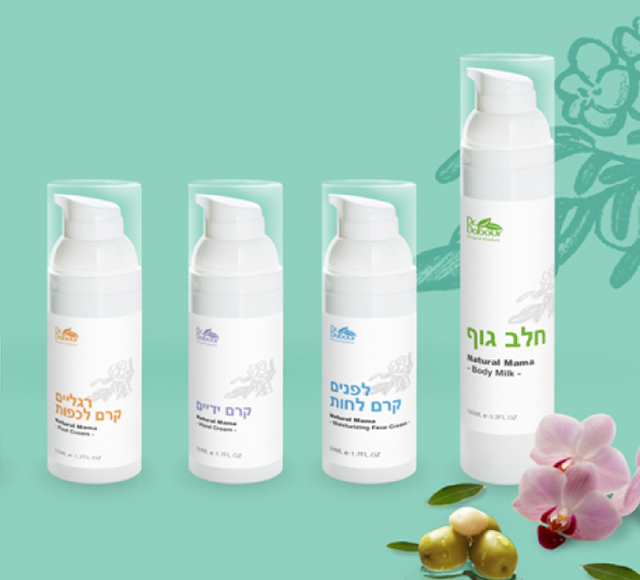 Dr.
Dabour
רגליים
קרם לכפות
Natural Mama
- Foot Cream -
50ML e -1.7FL OZ
Dr.
Dabour
קרם ידיים
Natural Mama
- Hand Cream -
50ML e -1.7FL OZ
Dr.
Dabour
לפנים
קרם לחות
Natural Mama
- Moisturizing Face Cream -
50ML e -1.7FL OZ
Dr.
Dabour
חלב גוף
Natural Mama
- Body Milk -
100ML e -3.3FL OZ